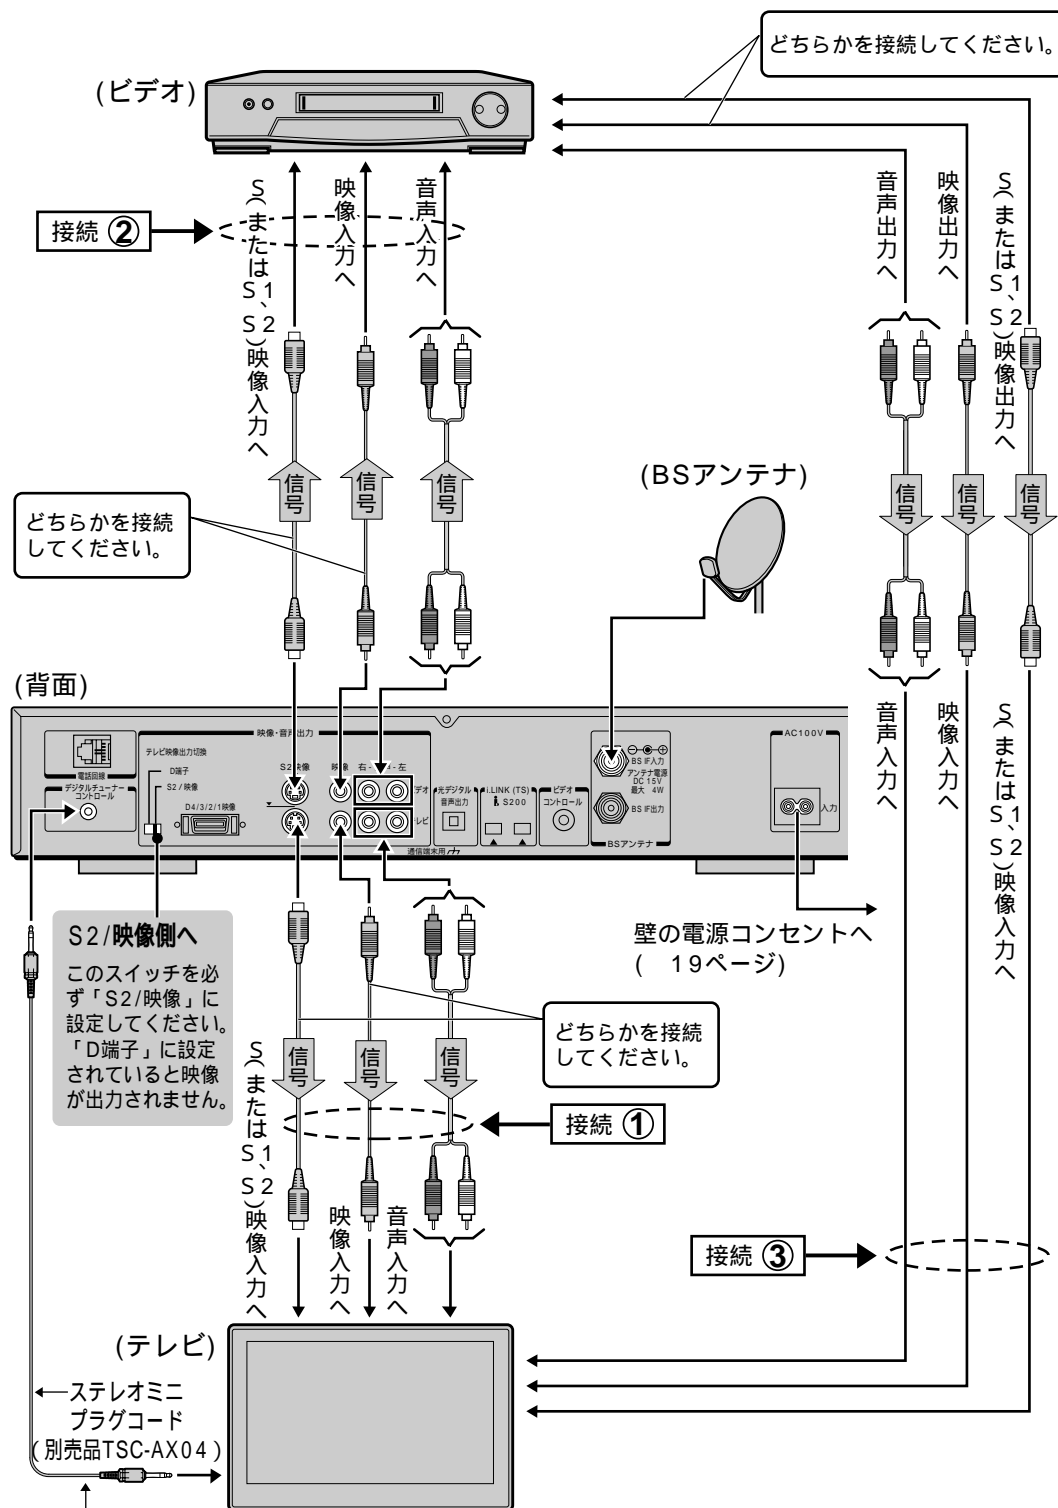 どちらかを接続してください。
(ビデオ)
接続 ②
S(またはS1、S2)映像入力へ
映像入力へ
音声入力へ
音声出力へ
映像出力へ
S(またはS1、S2)映像出力へ
信号
信号
信号
信号
信号
信号
どちらかを接続
してください。
(BSアンテナ)
(背面)
電話回線
デジタルチューナー
コントロール
映像・音声出力
テレビ映像出力切換
D端子
S2/映像
D4/3/2/1映像
S2映像
映像
右-
-左
光デジタル
音声出力
i.LINK (TS)
S200
ビデオ
コントロール
通信端末用
BS IF入力
アンテナ電源
DC 15V
最大 4W
BS IF出力
BSアンテナ
AC100V
入力
音声入力へ
映像入力へ
S(またはS1、S2)映像入力へ
S2/映像側へ
このスイッチを必
ず「S2/映像」に
設定してください。
「D端子」に設定
されていると映像
が出力されません。
壁の電源コンセントへ
( 19ページ)
どちらかを接続
してください。
信号
信号
信号
接続 ①
S(またはS1、S2)映像入力へ
映像入力へ
音声入力へ
接続 ③
(テレビ)
ステレオミニ
プラグコード
(別売品TSC-AX04)